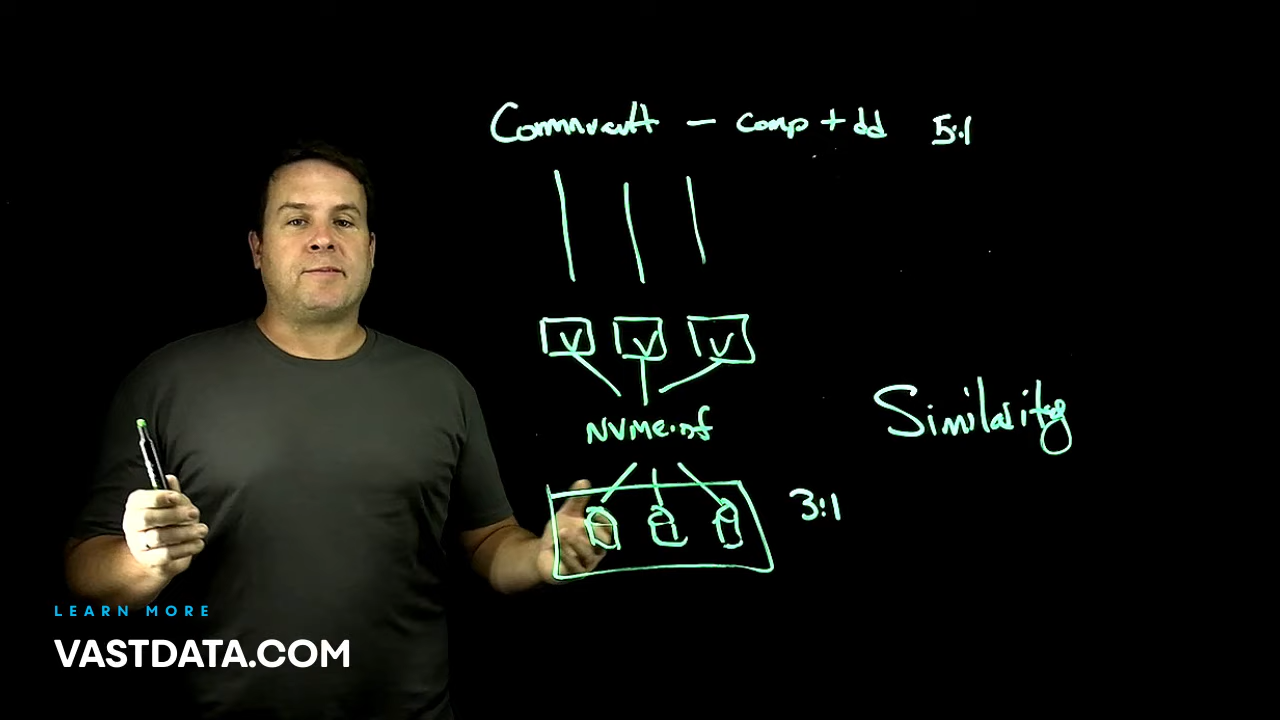 Commvault – comp + dd 5:1
V V V
NVMe-of
Similarity
3:1
LEARN MORE
VASTDATA.COM